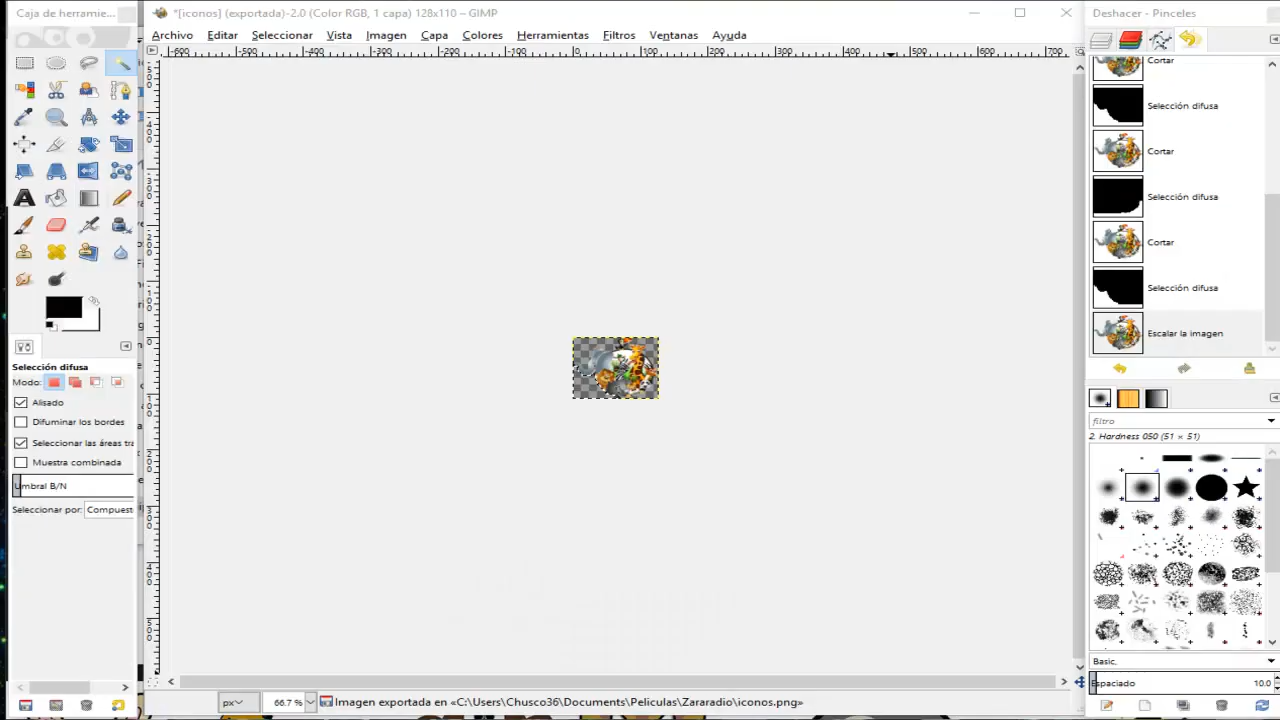 Caja de herramie...
*[iconos] (exportada)-2.0 (Color RGB, 1 capa) 128x110 – GIMP
Deshacer - Pinceles
Archivo Editar Seleccionar Vista Imagen Capa Colores Herramientas Filtros Ventanas Ayuda
Cortar
Selección difusa
Cortar
Selección difusa
Cortar
Selección difusa
Escalar la imagen
Selección difusa
Modo:
Alisado
Difuminar los bordes
Seleccionar las áreas tra
Muestra combinada
Umbral B/N
Seleccionar por: Compuest
filtro
2. Hardness 050 (51 × 51)
Basic,
Espaciado 10.0
px 66.7 % Imagen exportada en «C:\Users\Chusco36\Documents\Peliculas\Zararadio\iconos.png»